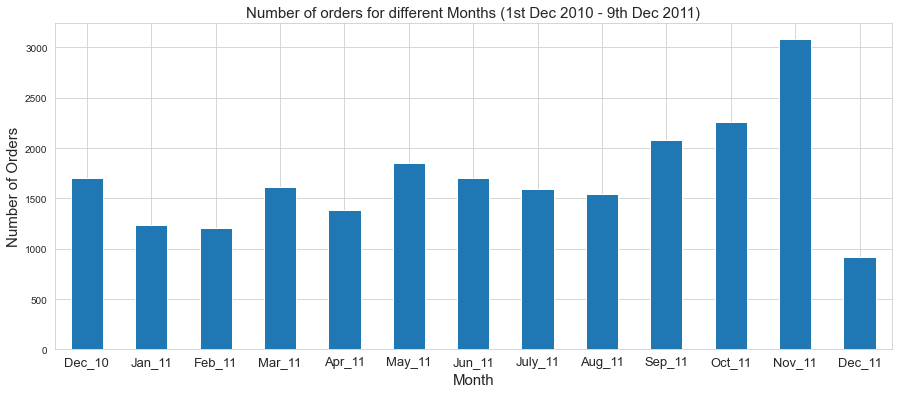 Number of orders for different Months (1st Dec 2010 - 9th Dec 2011)
Number of Orders
3000
2500
2000
1500
1000
500
0
Dec_10 Jan_11 Feb_11 Mar_11 Apr_11 May_11 Jun_11 July_11 Aug_11 Sep_11 Oct_11 Nov_11 Dec_11
Month